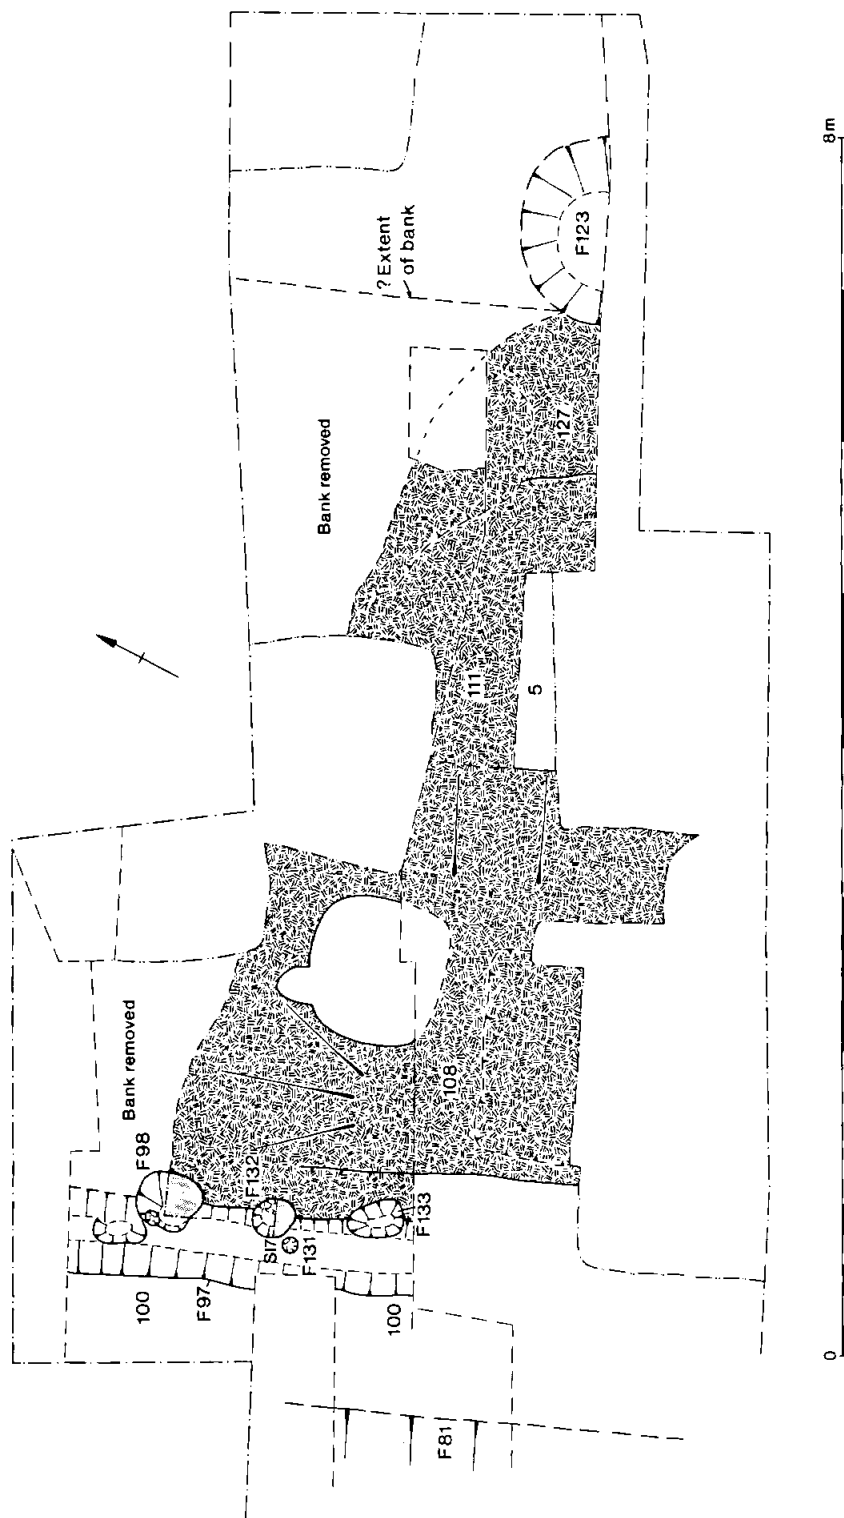 8m
F123
? Extent
of bank
127
Bank removed
111
5
Bank removed
108
F98
F132
S17
F131
F133
100
F97
100
F81
0